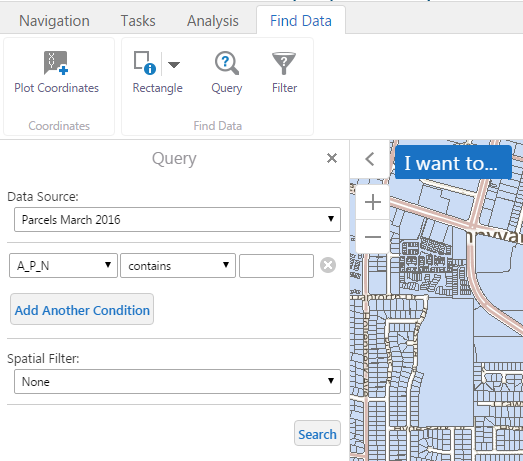 Navigation Tasks Analysis Find Data
Plot Coordinates Rectangle Query Filter
Coordinates Find Data
Query
I want to...
Data Source:
Parcels March 2016
A_P_N contains
Add Another Condition
Spatial Filter:
None
Search